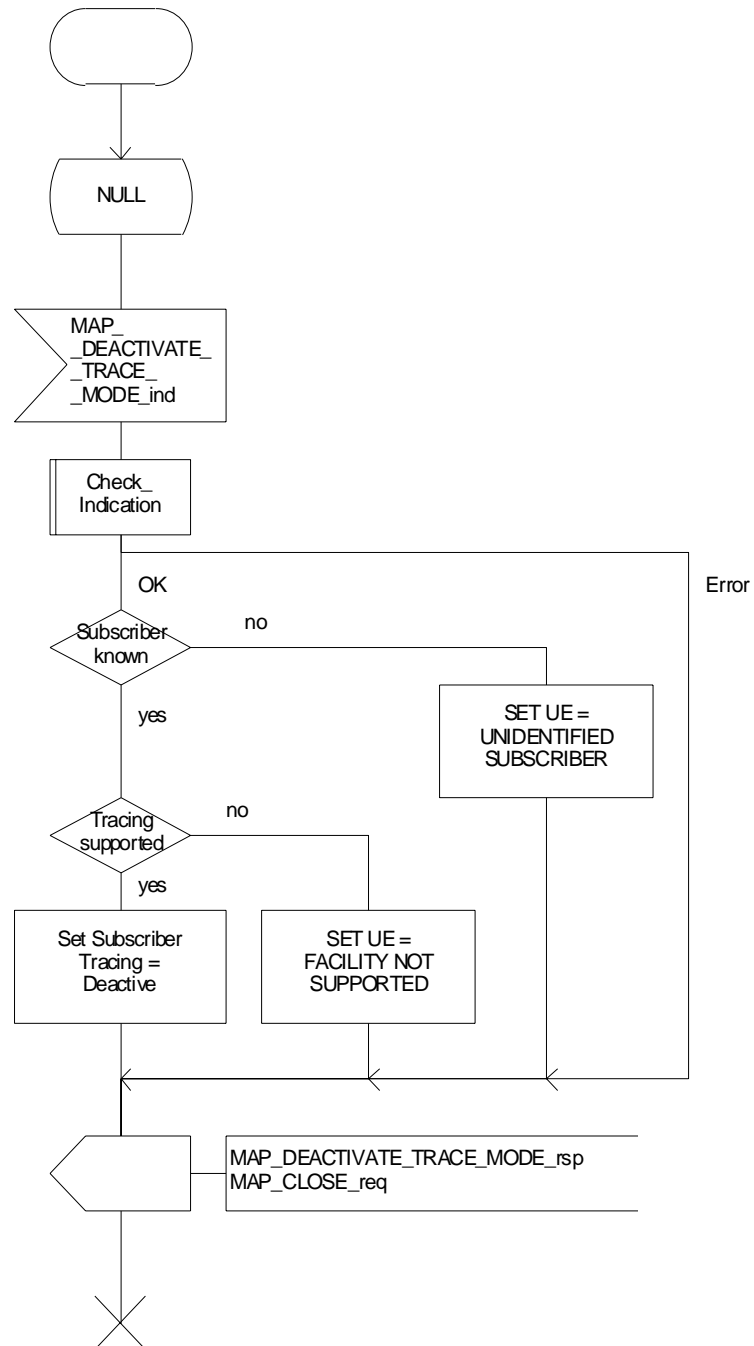 NULL
MAP_
_DEACTIVATE_
_TRACE_
_MODE_ind
Check_
Indication
OK
Error
Subscriber
known
no
yes
SET UE =
UNIDENTIFIED
SUBSCRIBER
Tracing
supported
no
yes
Set Subscriber
Tracing =
Deactive
SET UE =
FACILITY NOT
SUPPORTED
MAP_DEACTIVATE_TRACE_MODE_rsp
MAP_CLOSE_req